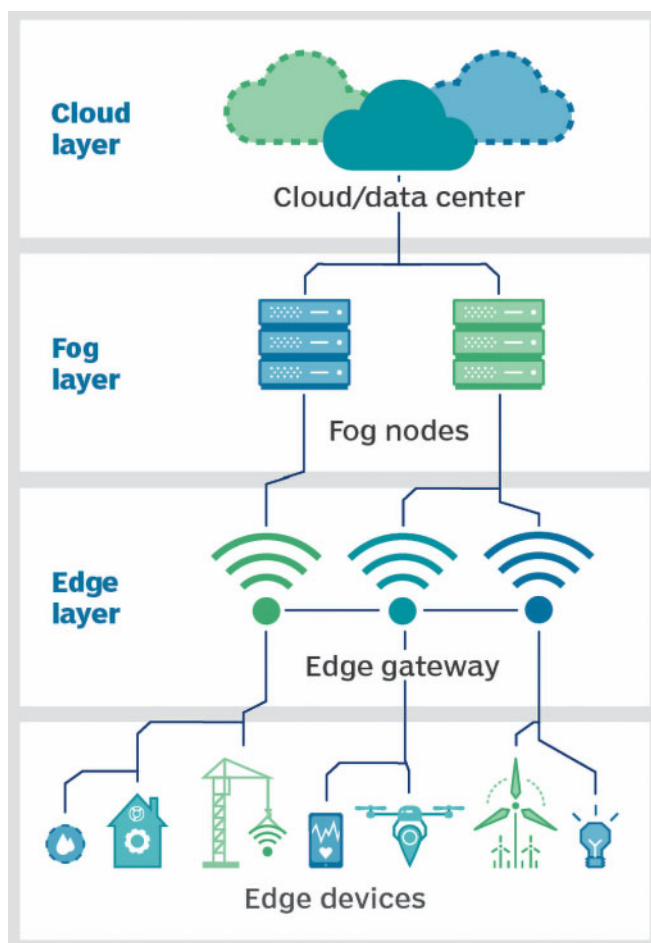 Cloud
layer
Cloud/data center
Fog
layer
Fog nodes
Edge
layer
Edge gateway
Edge devices